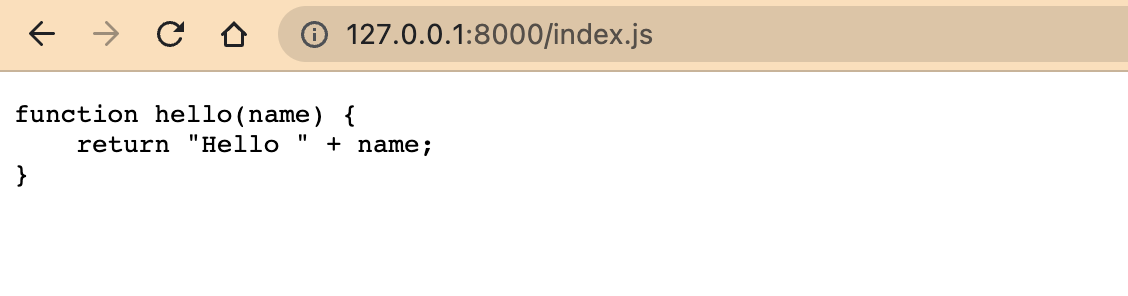 127.0.0.1:8000/index.js
function hello(name) {
    return "Hello " + name;
}